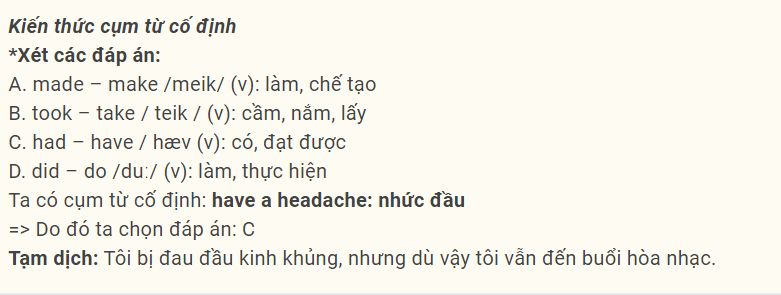 Kiến thức cụm từ cố định
*Xét các đáp án:
A. made – make /meik/ (v): làm, chế tạo
B. took – take / teik / (v): cầm, nắm, lấy
C. had – have / hæv (v): có, đạt được
D. did – do /duː/ (v): làm, thực hiện
Ta có cụm từ cố định: have a headache: nhức đầu
=> Do đó ta chọn đáp án: C
Tạm dịch: Tôi bị đau đầu kinh khủng, nhưng dù vậy tôi vẫn đến buổi hòa nhạc.